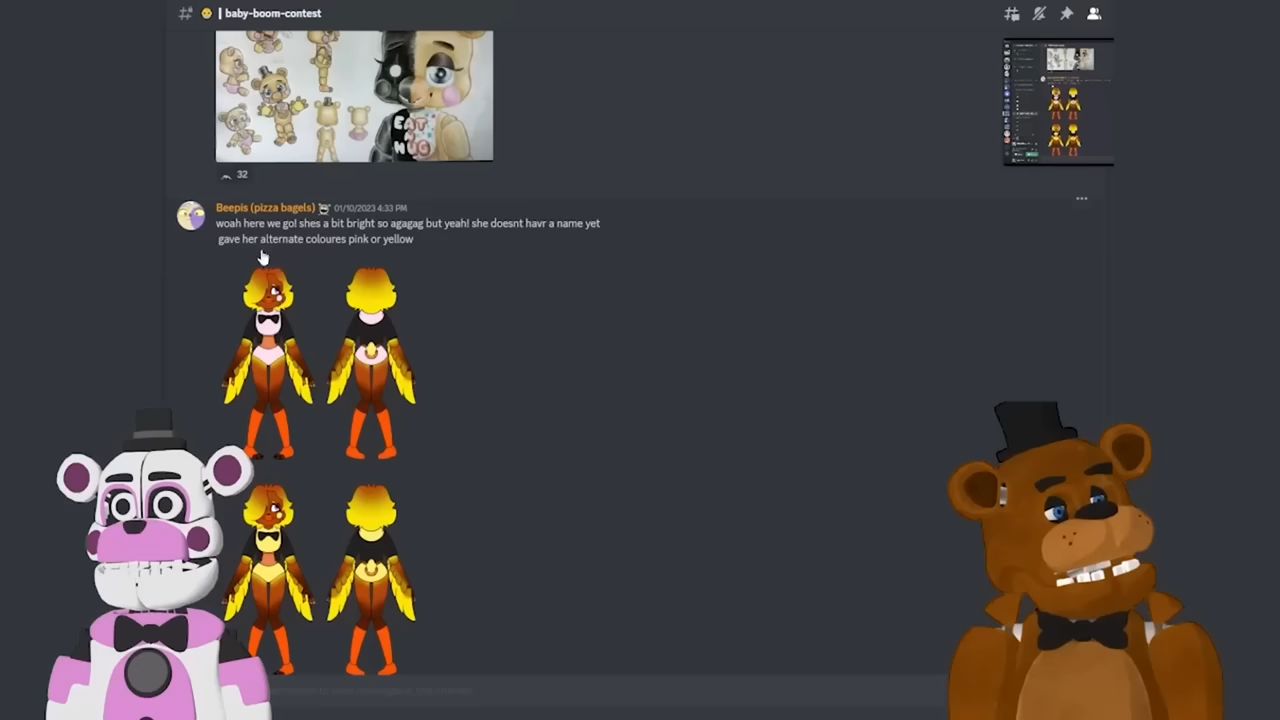 baby-boom-contest
EAT
N
HUG
32
Beepis (pizza bagels) 01/10/2023 4:33 PM
woah here we go! shes a bit bright so agagag but yeah! she doesnt havr a name yet
gave her alternate coloures pink or yellow